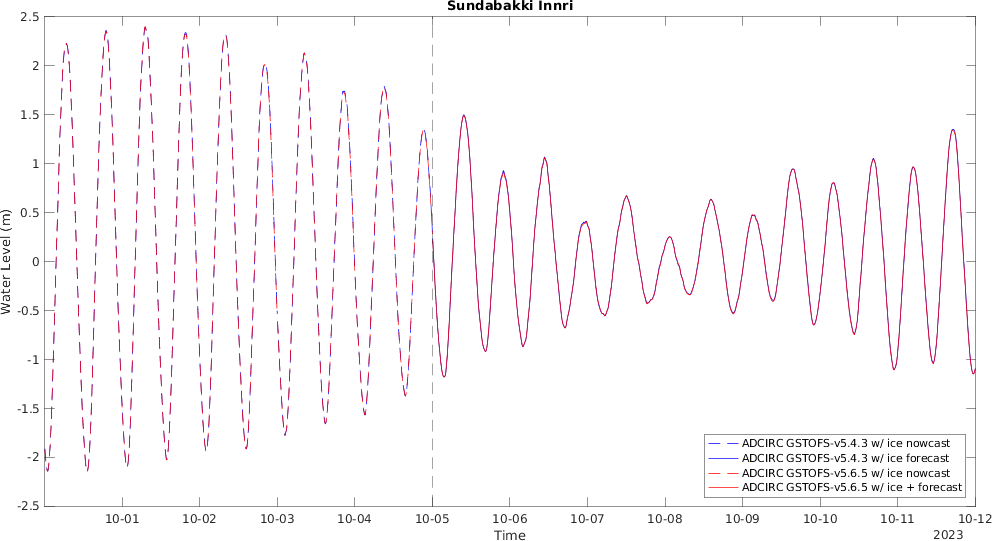 Sundabakki Innri
2.5
2
1.5
1
0.5
0
-0.5
-1
-1.5
-2
-2.5
Water Level (m)
ADCIRC GSTOFS-v5.4.3 w/ ice nowcast
ADCIRC GSTOFS-v5.4.3 w/ ice forecast
ADCIRC GSTOFS-v5.6.5 w/ ice nowcast
ADCIRC GSTOFS-v5.6.5 w/ ice + forecast
10-01 10-02 10-03 10-04 10-05 10-06 10-07 10-08 10-09 10-10 10-11 10-12
Time
2023